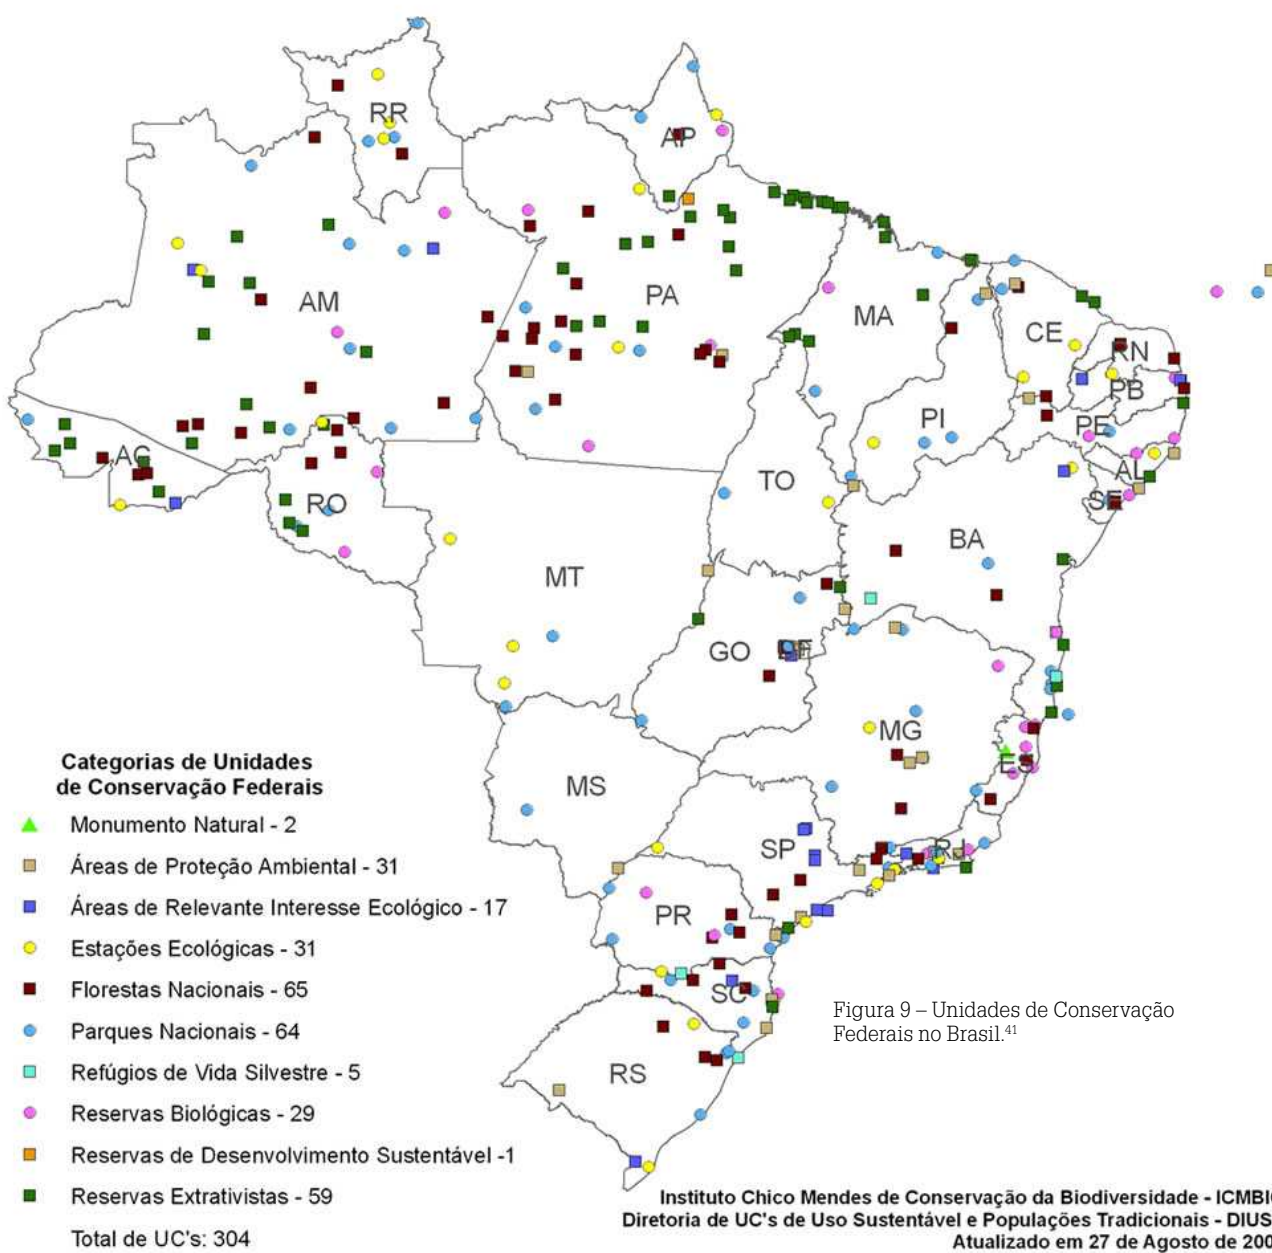 RR
AP
AM
PA
MA
CE
RN
PB
PE
AL
SE
PI
AC
RO
TO
BA
MT
GO
DF
MG
ES
MS
SP
RJ
PR
SC
RS
Categorias de Unidades
de Conservação Federais
Monumento Natural - 2
Áreas de Proteção Ambiental - 31
Áreas de Relevante Interesse Ecológico - 17
Estações Ecológicas - 31
Florestas Nacionais - 65
Parques Nacionais - 64
Refúgios de Vida Silvestre - 5
Reservas Biológicas - 29
Reservas de Desenvolvimento Sustentável -1
Reservas Extrativistas - 59
Total de UC's: 304
Figura 9 – Unidades de Conservação
Federais no Brasil.⁴¹
Instituto Chico Mendes de Conservação da Biodiversidade - ICMBI
Diretoria de UC's de Uso Sustentável e Populações Tradicionais - DIUS
Atualizado em 27 de Agosto de 200